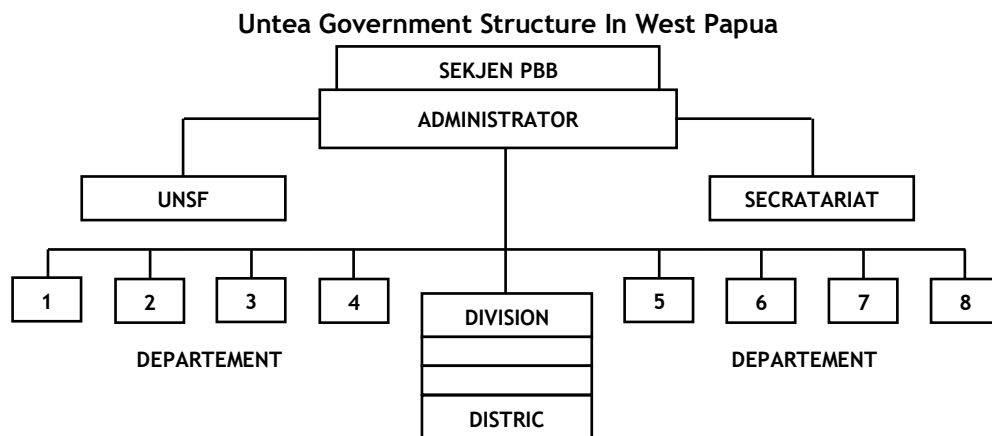 Untea Government Structure In West Papua
SEKJEN PBB
ADMINISTRATOR
UNSF
SECRATARIAT
1 2 3 4 5 6 7 8
DIVISION
DEPARTEMENT DEPARTEMENT
DISTRIC